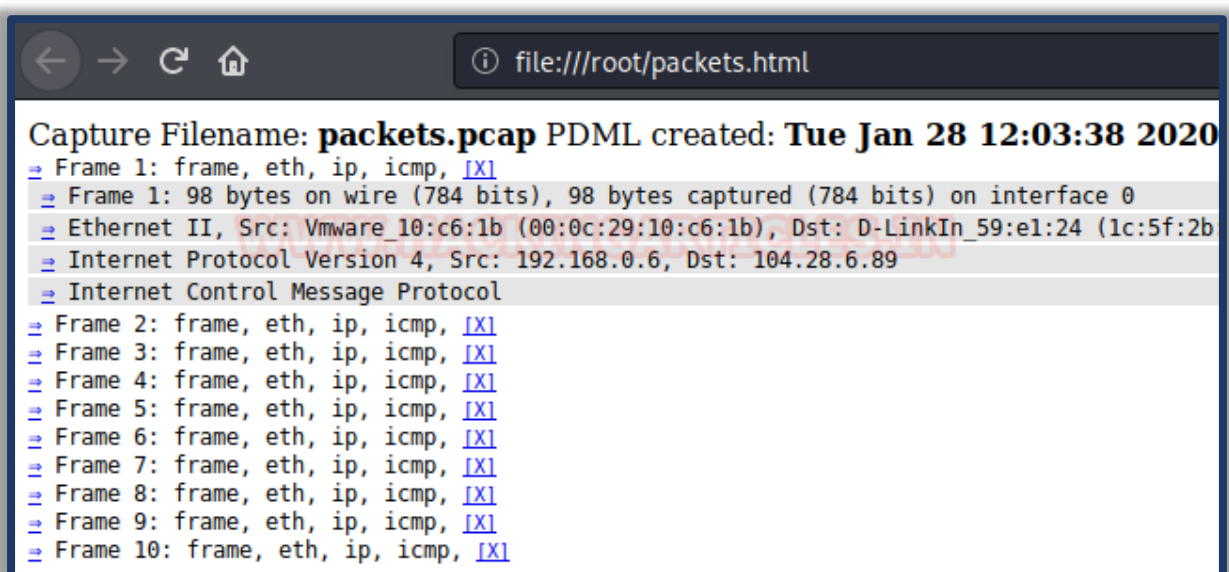 file:///root/packets.html
Capture Filename: packets.pcap PDML created: Tue Jan 28 12:03:38 2020
⇒ Frame 1: frame, eth, ip, icmp, [X]
⇒ Frame 1: 98 bytes on wire (784 bits), 98 bytes captured (784 bits) on interface 0
⇒ Ethernet II, Src: Vmware_10:c6:1b (00:0c:29:10:c6:1b), Dst: D-LinkIn_59:e1:24 (1c:5f:2b
⇒ Internet Protocol Version 4, Src: 192.168.0.6, Dst: 104.28.6.89
⇒ Internet Control Message Protocol
⇒ Frame 2: frame, eth, ip, icmp, [X]
⇒ Frame 3: frame, eth, ip, icmp, [X]
⇒ Frame 4: frame, eth, ip, icmp, [X]
⇒ Frame 5: frame, eth, ip, icmp, [X]
⇒ Frame 6: frame, eth, ip, icmp, [X]
⇒ Frame 7: frame, eth, ip, icmp, [X]
⇒ Frame 8: frame, eth, ip, icmp, [X]
⇒ Frame 9: frame, eth, ip, icmp, [X]
⇒ Frame 10: frame, eth, ip, icmp, [X]